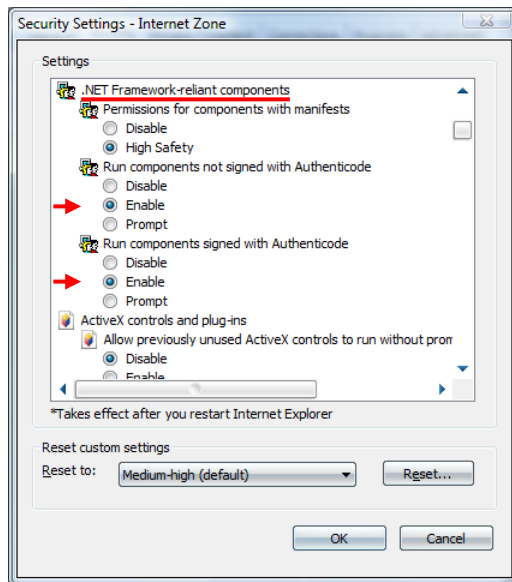 Security Settings - Internet Zone
Settings
.NET Framework-reliant components
Permissions for components with manifests
Disable
High Safety
Run components not signed with Authenticode
Disable
Enable
Prompt
Run components signed with Authenticode
Disable
Enable
Prompt
ActiveX controls and plug-ins
Allow previously unused ActiveX controls to run without prom
Disable
Enable
*Takes effect after you restart Internet Explorer
Reset custom settings
Reset to: Medium-high (default) Reset...
OK Cancel